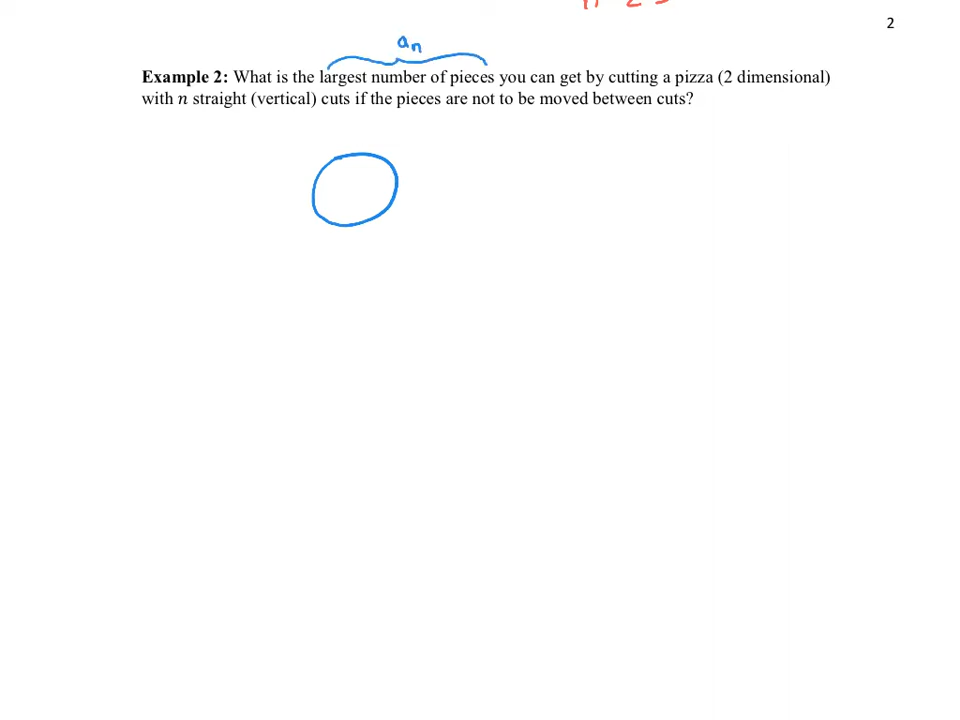 2
an
Example 2: What is the largest number of pieces you can get by cutting a pizza (2 dimensional)
with n straight (vertical) cuts if the pieces are not to be moved between cuts?